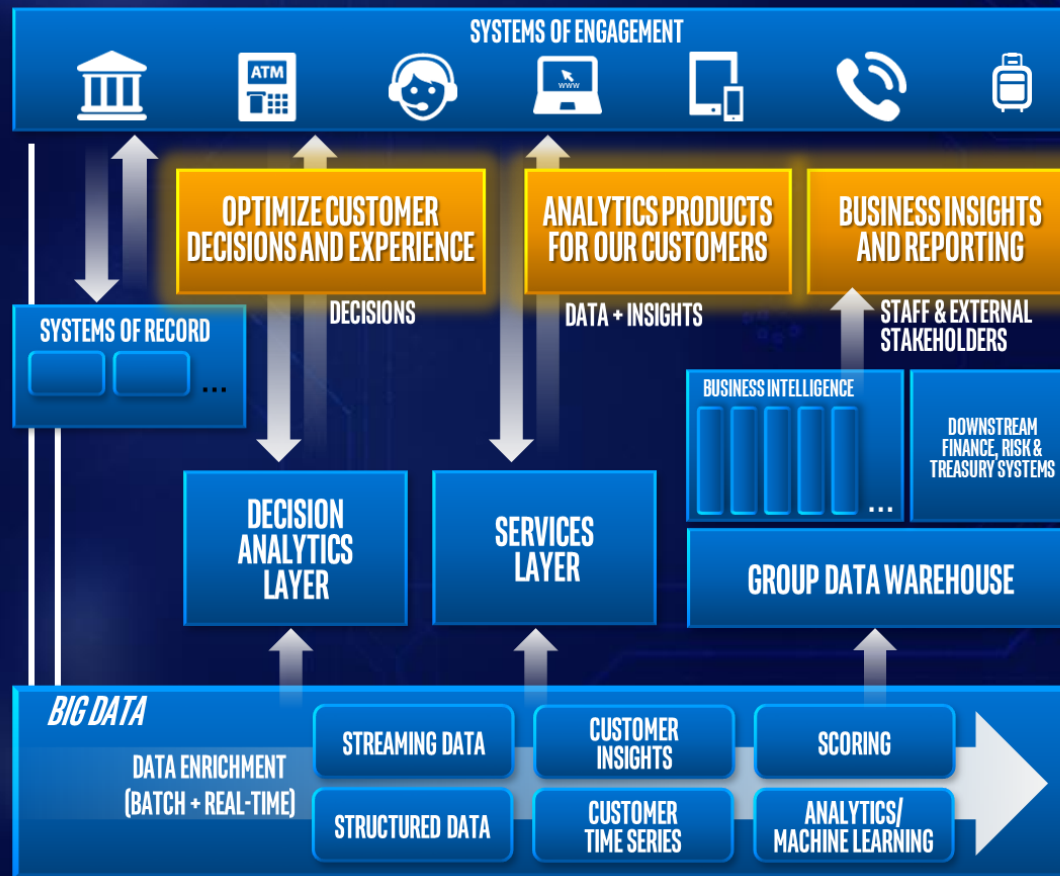 SYSTEMS OF ENGAGEMENT
ATM
www
OPTIMIZE CUSTOMER
DECISIONS AND EXPERIENCE
ANALYTICS PRODUCTS
FOR OUR CUSTOMERS
BUSINESS INSIGHTS
AND REPORTING
DECISIONS
DATA + INSIGHTS
STAFF & EXTERNAL
STAKEHOLDERS
SYSTEMS OF RECORD
...
BUSINESS INTELLIGENCE
...
DOWNSTREAM
FINANCE, RISK &
TREASURY SYSTEMS
DECISION
ANALYTICS
LAYER
SERVICES
LAYER
GROUP DATA WAREHOUSE
BIG DATA
DATA ENRICHMENT
(BATCH + REAL-TIME)
STREAMING DATA
CUSTOMER
INSIGHTS
SCORING
STRUCTURED DATA
CUSTOMER
TIME SERIES
ANALYTICS/
MACHINE LEARNING